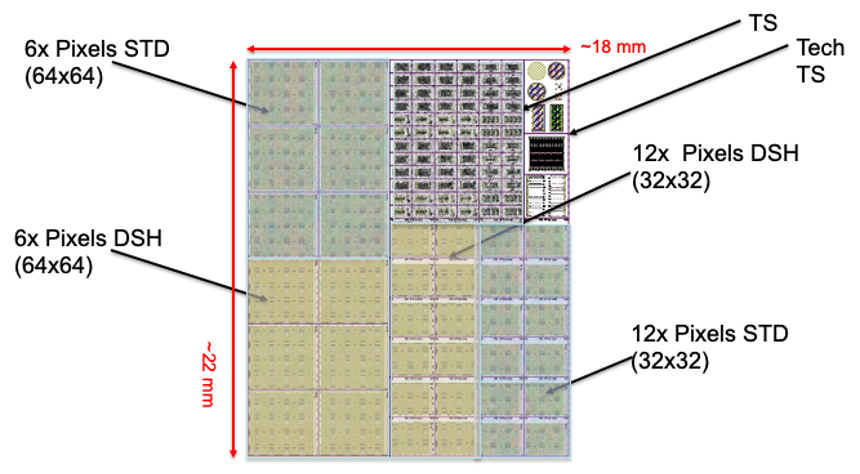 6x Pixels STD
(64x64)
~18 mm
TS
Tech
TS
12x Pixels DSH
(32x32)
6x Pixels DSH
(64x64)
~22 mm
12x Pixels STD
(32x32)